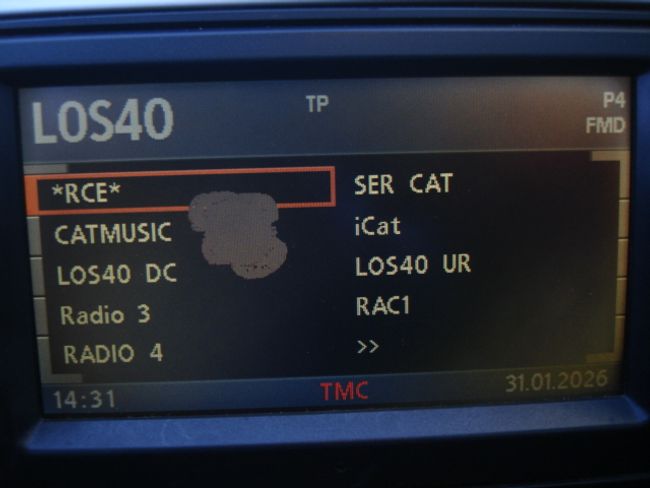 LOS40
TP
P4
FMD
*RCE*
CATMUSIC
LOS40 DC
Radio 3
RADIO 4
SER CAT
iCat
LOS40 UR
RAC1
>>
14:31
TMC
31.01.2026